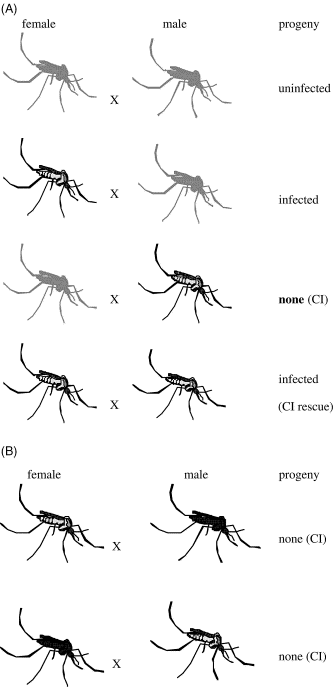 (A)
female male progeny
X uninfected
X infected
X none (CI)
infected
X (CI rescue)
(B)
female male progeny
X none (CI)
X none (CI)